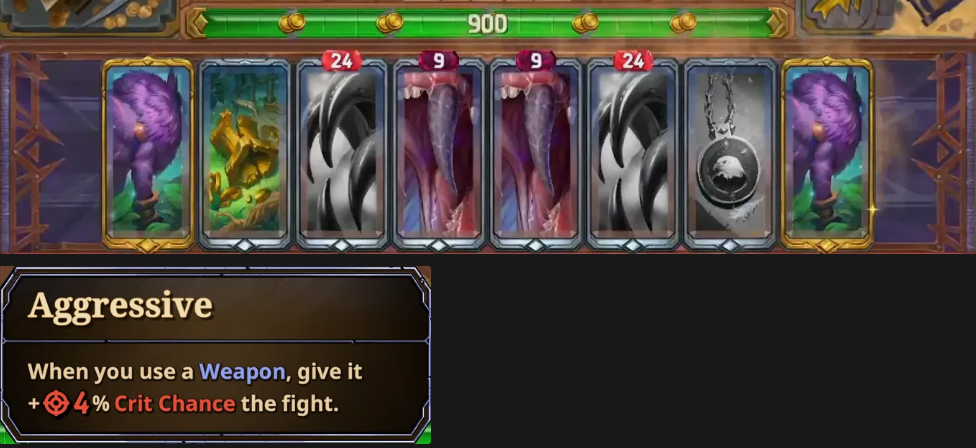 900
24 9 9 24
Aggressive
When you use a Weapon, give it
+ 4% Crit Chance the fight.